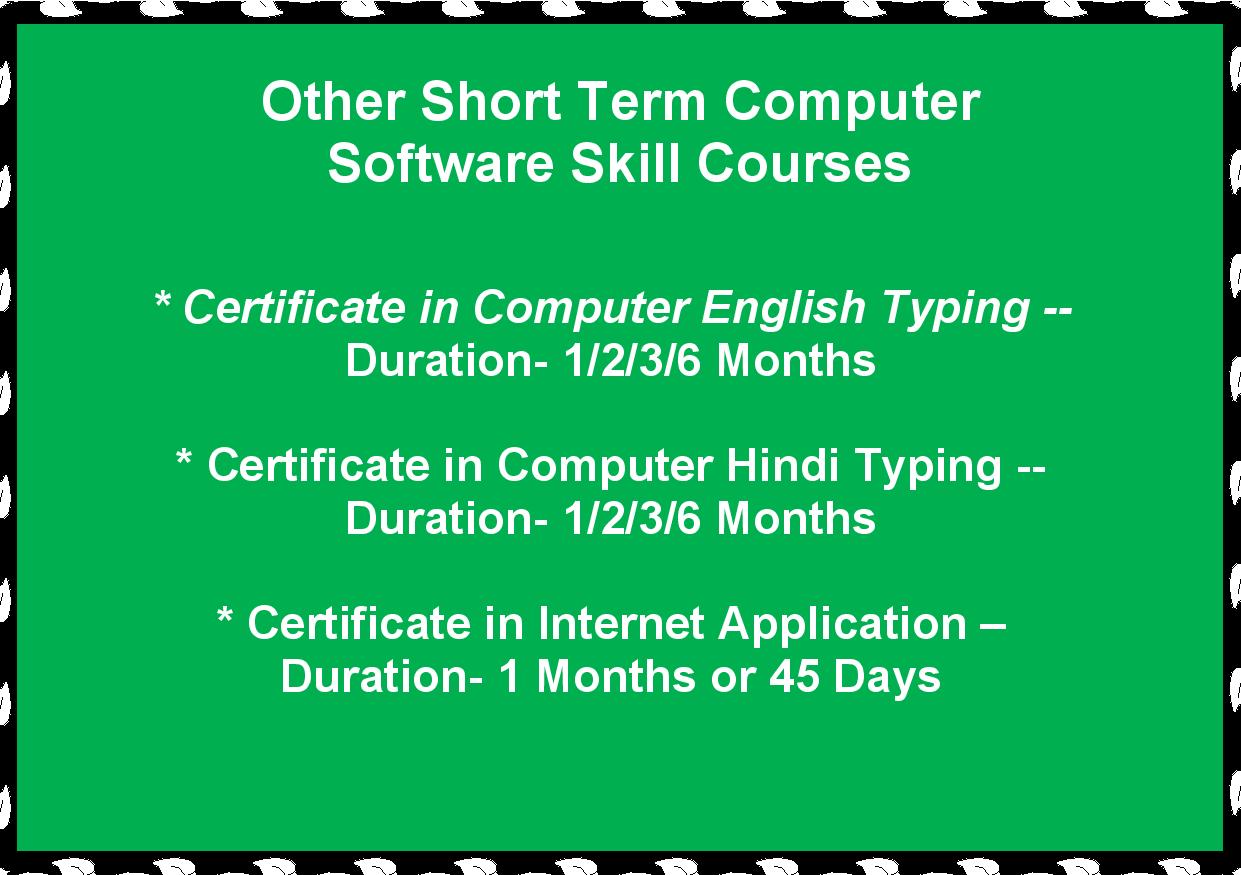 Other Short Term Computer
Software Skill Courses
* Certificate in Computer English Typing --
Duration- 1/2/3/6 Months
* Certificate in Computer Hindi Typing --
Duration- 1/2/3/6 Months
* Certificate in Internet Application –
Duration- 1 Months or 45 Days